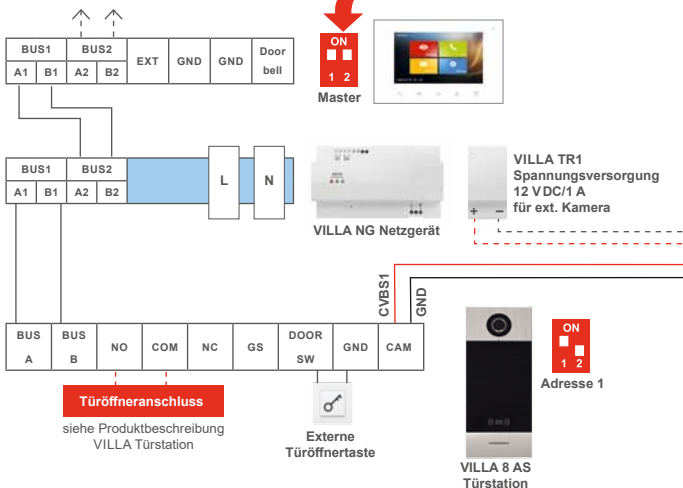 BUS1 BUS2 EXT GND GND Door bell
A1 B1 A2 B2
ON
1 2
Master
BUS1 BUS2 L N
A1 B1 A2 B2
VILLA NG Netzgerät
VILLA TR1
Spannungsversorgung
12 V DC/1 A
für ext. Kamera
+ –
CVBS1
GND
BUS A BUS B NO COM NC GS DOOR SW GND CAM
Türöffneranschluss
siehe Produktbeschreibung
VILLA Türstation
Externe
Türöffnertaste
ON
1 2
Adresse 1
VILLA 8 AS
Türstation